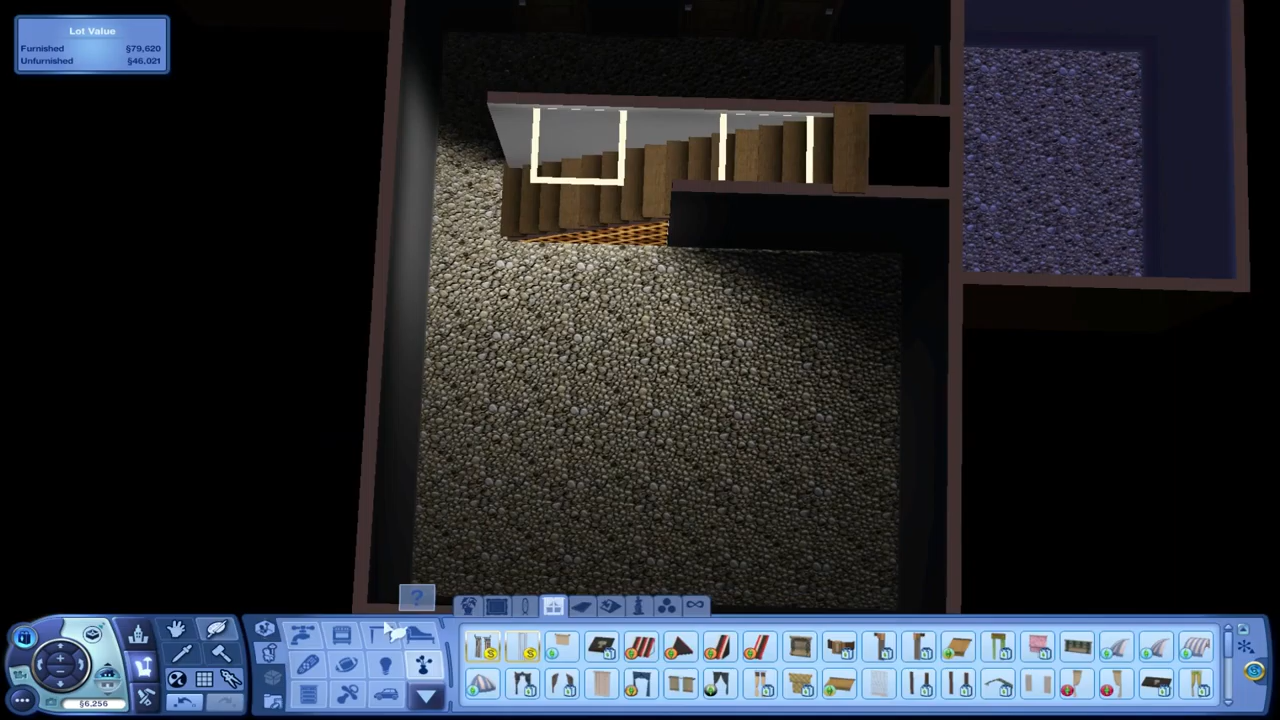 Lot Value
Furnished §79,620
Unfurnished §46,021
?
§6,256